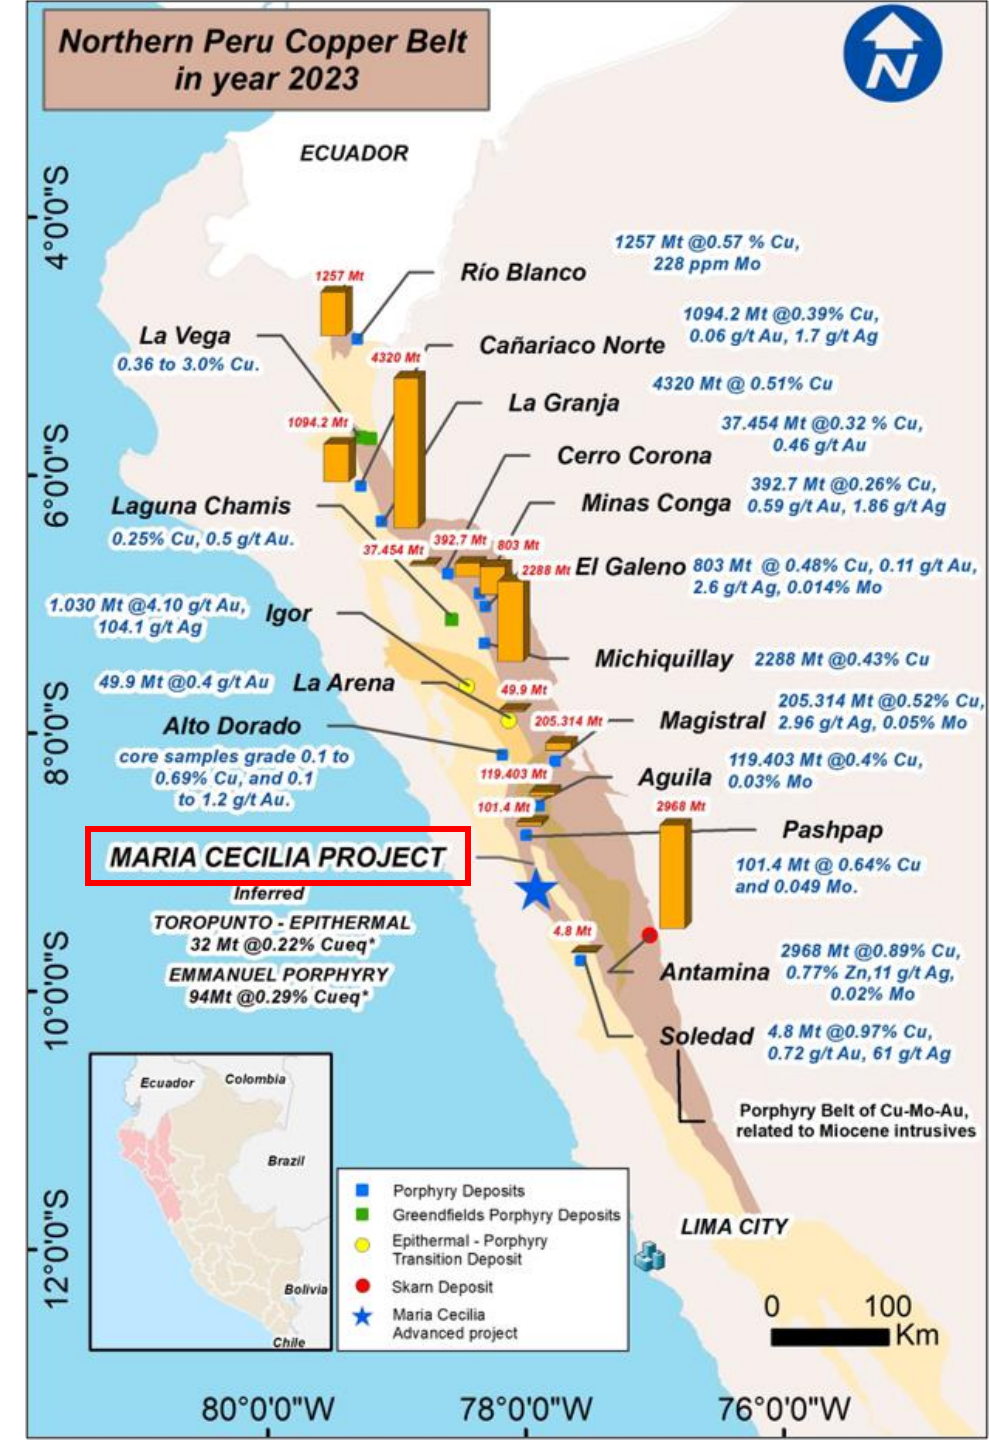 Northern Peru Copper Belt
in year 2023
N
ECUADOR
4°0'0"S
6°0'0"S
8°0'0"S
10°0'0"S
12°0'0"S
1257 Mt
Río Blanco
1257 Mt @0.57 % Cu,
228 ppm Mo
La Vega
0.36 to 3.0% Cu.
4320 Mt
Cañariaco Norte
1094.2 Mt @0.39% Cu,
0.06 g/t Au, 1.7 g/t Ag
La Granja
4320 Mt @ 0.51% Cu
1094.2 Mt
Cerro Corona
37.454 Mt @0.32 % Cu,
0.46 g/t Au
Laguna Chamis
0.25% Cu, 0.5 g/t Au.
Minas Conga
392.7 Mt @0.26% Cu,
0.59 g/t Au, 1.86 g/t Ag
37.454 Mt
392.7 Mt
803 Mt
2288 Mt
El Galeno
803 Mt @ 0.48% Cu, 0.11 g/t Au,
2.6 g/t Ag, 0.014% Mo
1.030 Mt @4.10 g/t Au,
104.1 g/t Ag
Igor
Michiquillay
2288 Mt @0.43% Cu
49.9 Mt @0.4 g/t Au
La Arena
49.9 Mt
Alto Dorado
core samples grade 0.1 to
0.69% Cu, and 0.1
to 1.2 g/t Au.
205.314 Mt
Magistral
205.314 Mt @0.52% Cu,
2.96 g/t Ag, 0.05% Mo
119.403 Mt
Aguila
119.403 Mt @0.4% Cu,
0.03% Mo
101.4 Mt
2968 Mt
Pashpap
101.4 Mt @ 0.64% Cu
and 0.049 Mo.
MARIA CECILIA PROJECT
Inferred
TOROPUNTO - EPITHERMAL
32 Mt @0.22% Cueq*
EMMANUEL PORPHYRY
94Mt @0.29% Cueq*
4.8 Mt
Antamina
2968 Mt @0.89% Cu,
0.77% Zn,11 g/t Ag,
0.02% Mo
Soledad
4.8 Mt @0.97% Cu,
0.72 g/t Au, 61 g/t Ag
Porphyry Belt of Cu-Mo-Au,
related to Miocene intrusives
Ecuador
Colombia
Brazil
Bolivia
Chile
Porphyry Deposits
Greendfields Porphyry Deposits
Epithermal - Porphyry
Transition Deposit
Skarn Deposit
Maria Cecilia
Advanced project
LIMA CITY
0 100
Km
80°0'0"W 78°0'0"W 76°0'0"W